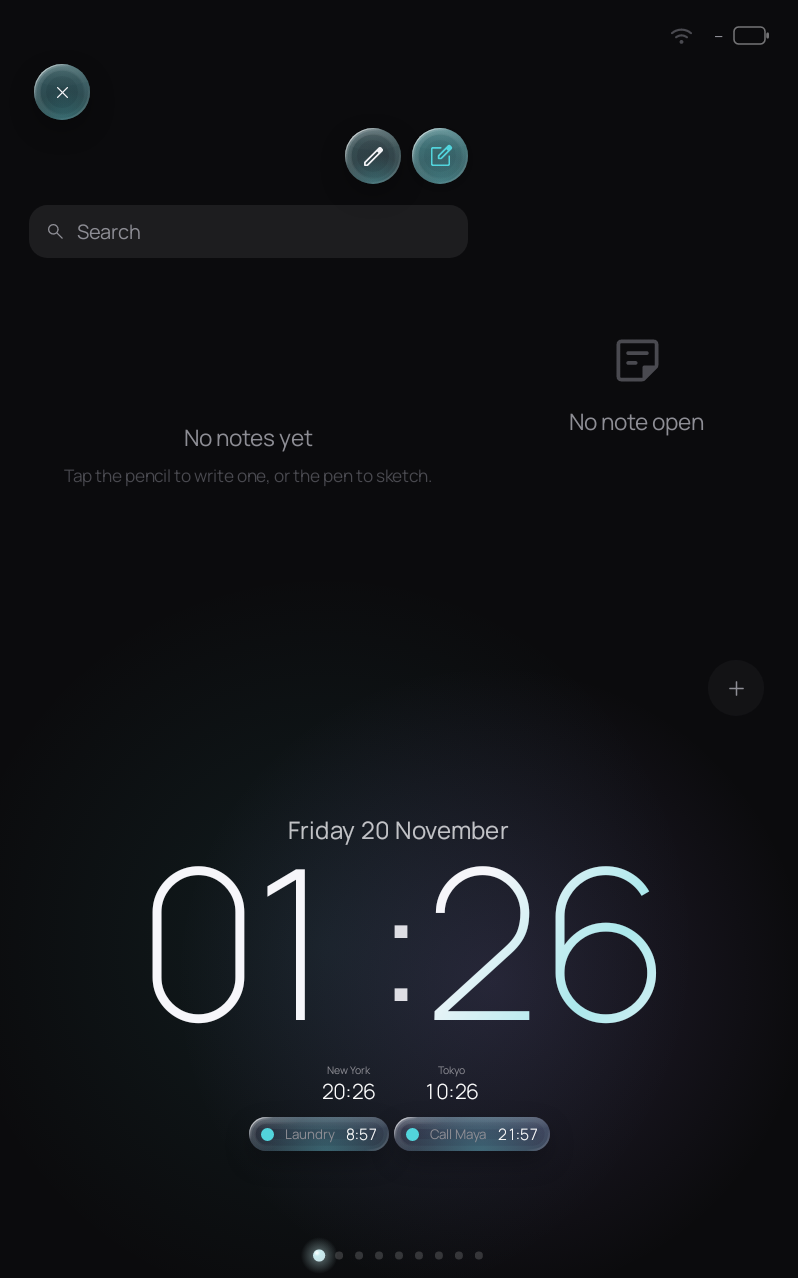 –
Search
No note open
No notes yet
Tap the pencil to write one, or the pen to sketch.
Friday 20 November
01:26
New York
20:26
Tokyo
10:26
Laundry 8:57
Call Maya 21:57